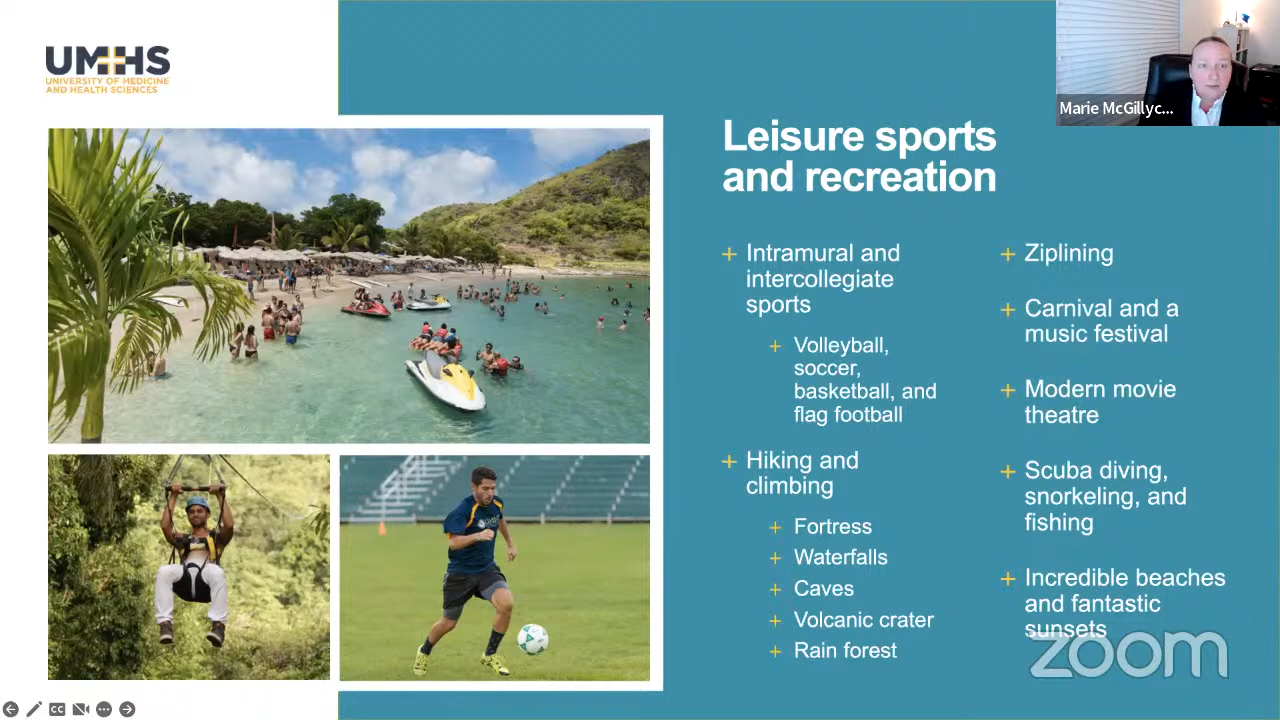 UMHS
UNIVERSITY OF MEDICINE
AND HEALTH SCIENCES
Marie McGillyc...
Leisure sports
and recreation
+ Intramural and
intercollegiate
sports
+ Volleyball,
soccer,
basketball, and
flag football
+ Hiking and
climbing
+ Fortress
+ Waterfalls
+ Caves
+ Volcanic crater
+ Rain forest
+ Ziplining
+ Carnival and a
music festival
+ Modern movie
theatre
+ Scuba diving,
snorkeling, and
fishing
+ Incredible beaches
and fantastic
sunsets
zoom
CC